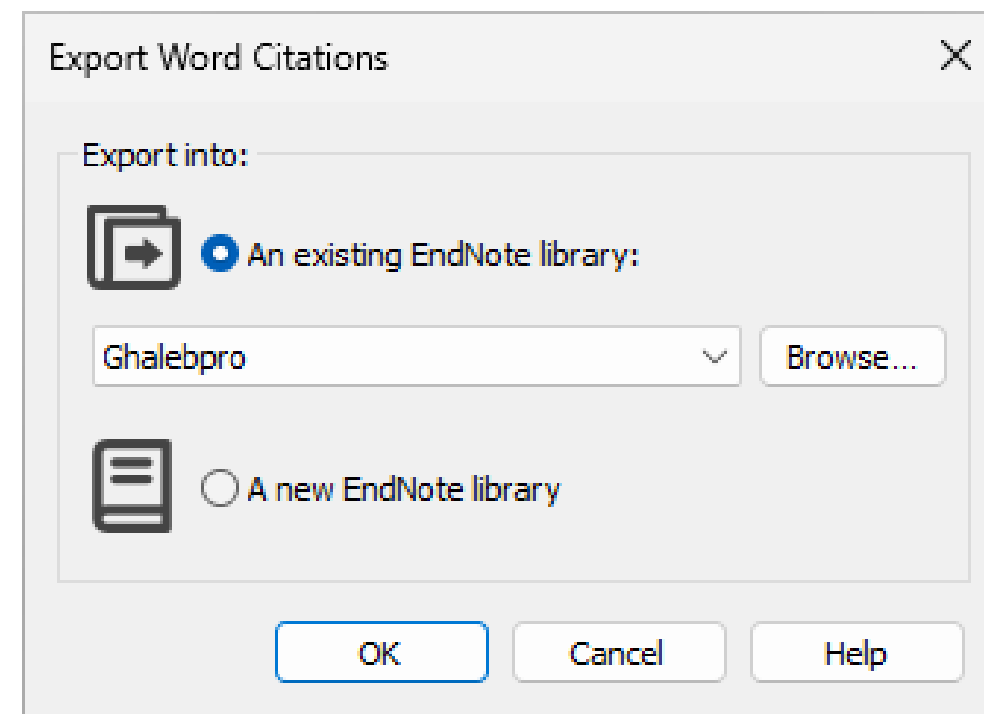 Export Word Citations
Export into:
An existing EndNote library:
Ghalebpro
Browse...
A new EndNote library
OK
Cancel
Help